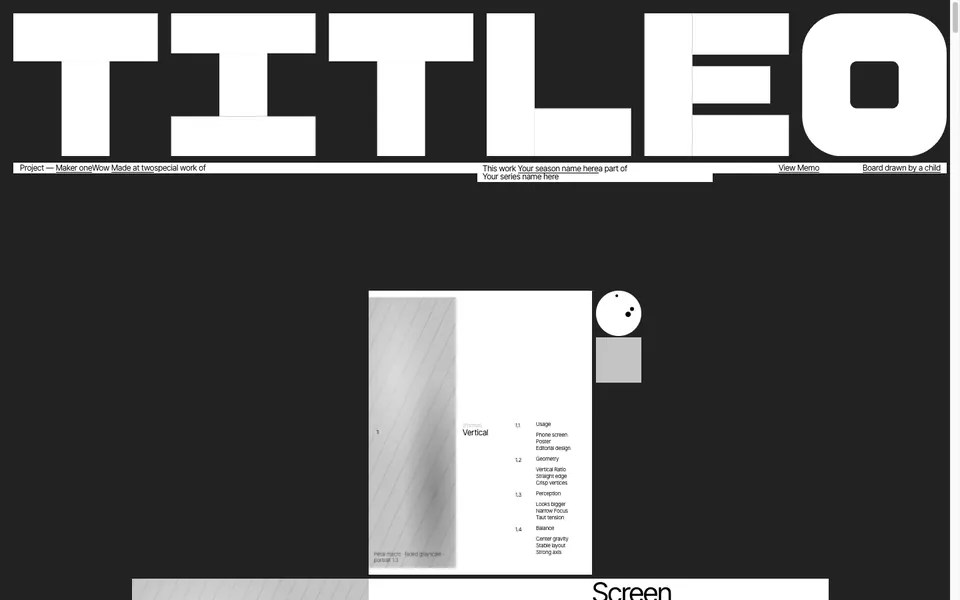 TITLEO
Project — Maker oneWow Made at twospecial work of
This work Your season name herea part of
Your series name here
View Memo
Board drawn by a child
1
Vertical
1.1 Usage
Phone screen
Poster
Editorial design
1.2 Geometry
Vertical Ratio
Straight edge
Crisp vertices
1.3 Perception
Looks bigger
Narrow Focus
Taut tension
1.4 Balance
Center gravity
Stable layout
Strong axis
Screen